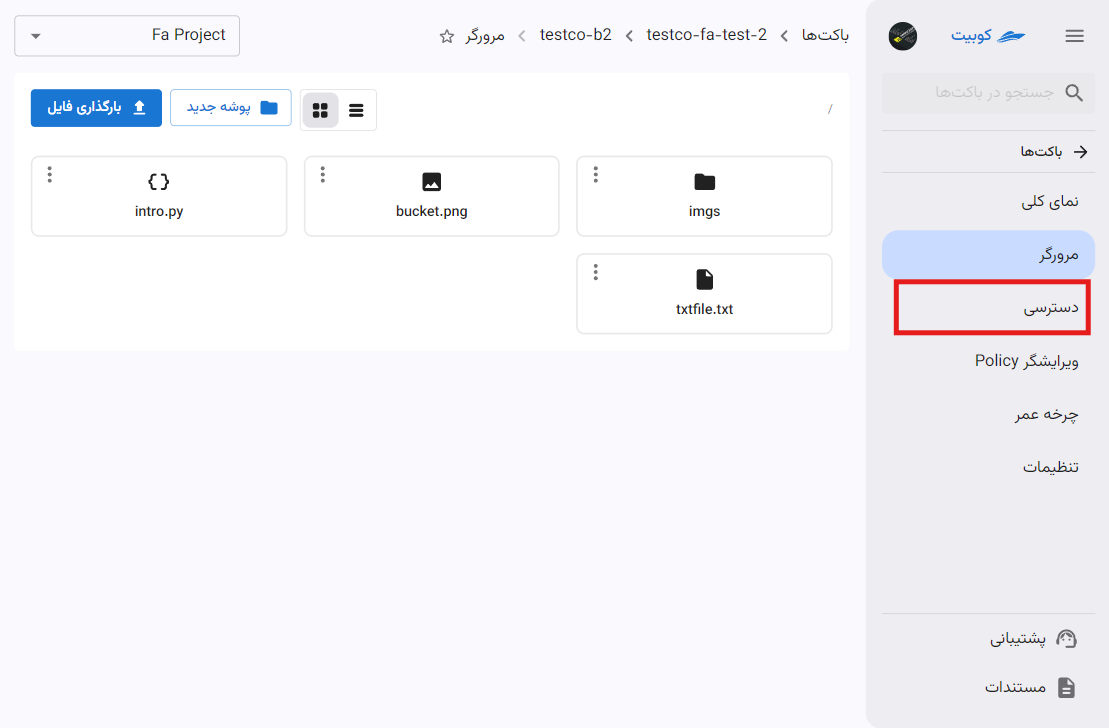 کوبیت
جستجو در باکت‌ها
باکت‌ها
نمای کلی
مرورگر
دسترسی
ویرایشگر Policy
چرخه عمر
تنظیمات
پشتیبانی
مستندات
باکت‌ها > testco-fa-test-2 > testco-b2 > مرورگر
Fa Project
/
پوشه جدید
بارگذاری فایل
imgs
bucket.png
intro.py
txtfile.txt